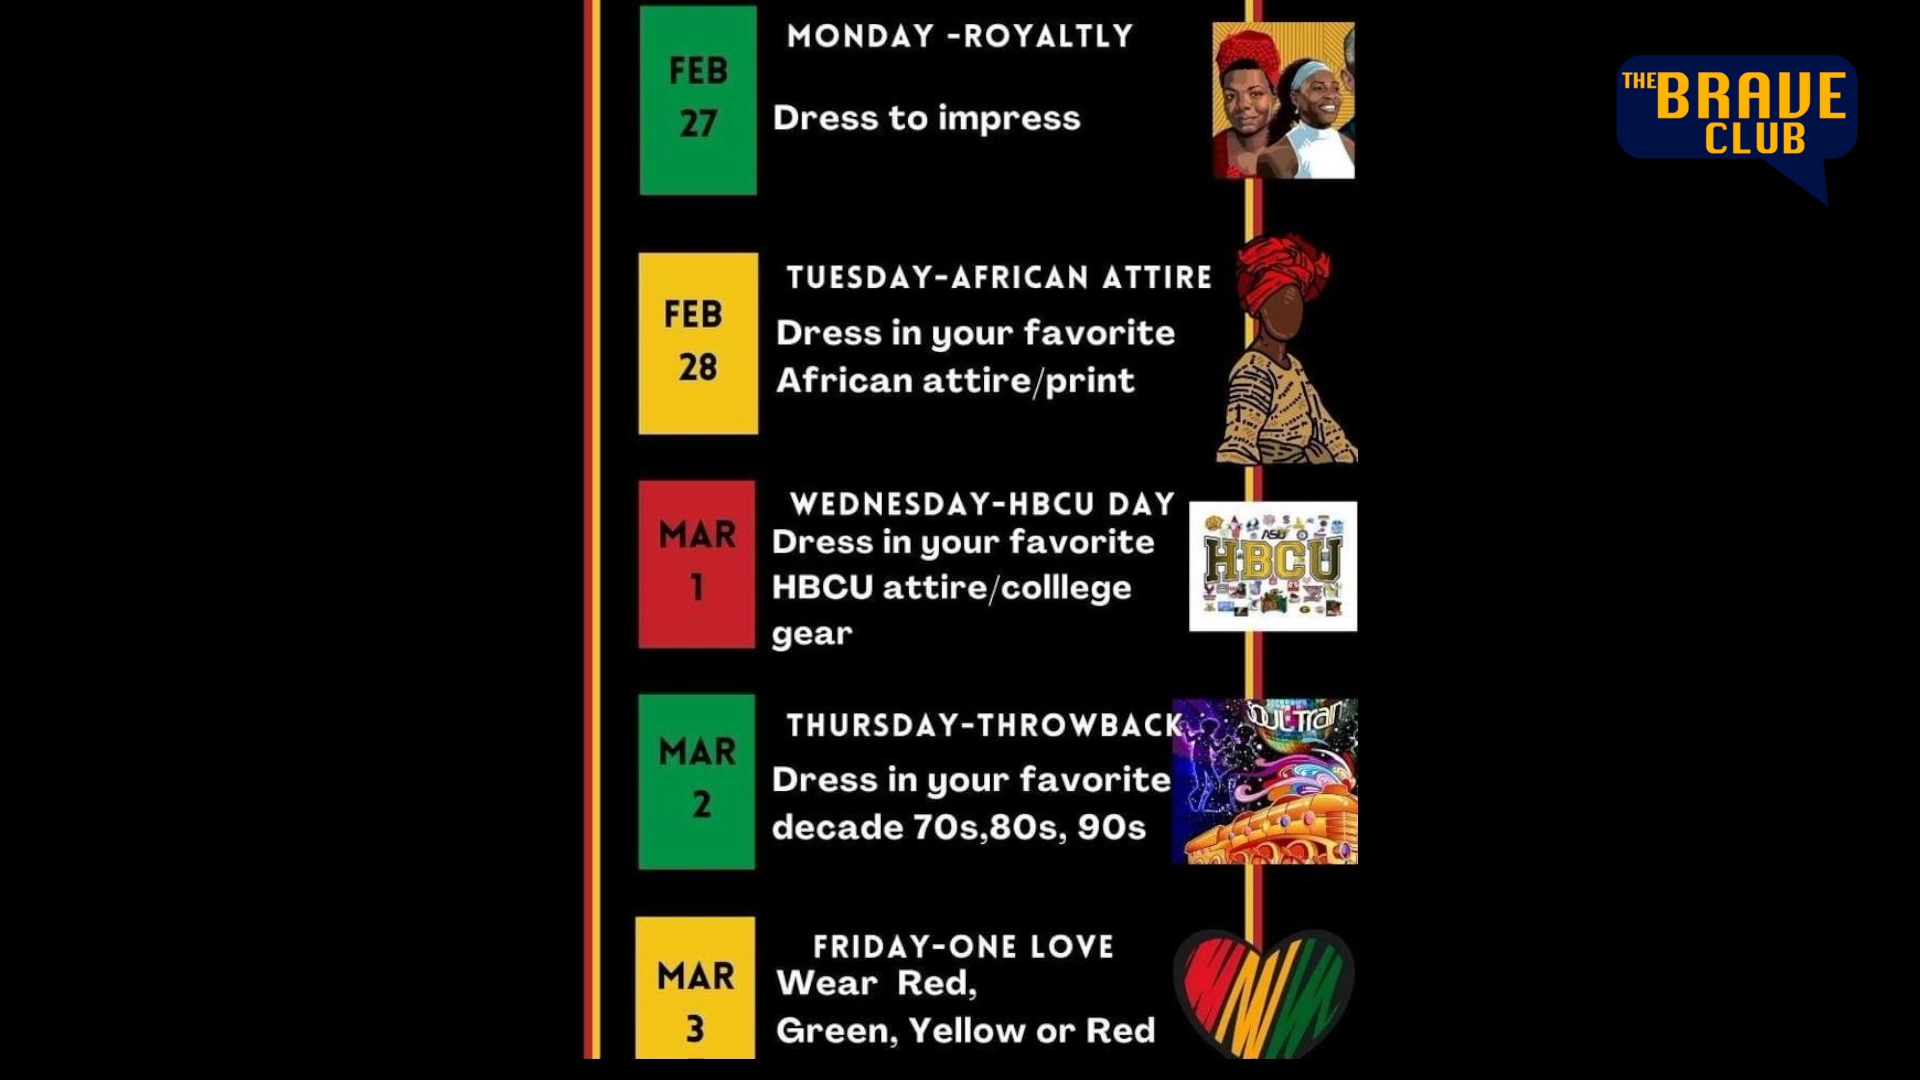 THE BRAVE
CLUB
FEB
27
MONDAY -ROYALTLY
Dress to impress
FEB
28
TUESDAY-AFRICAN ATTIRE
Dress in your favorite
African attire/print
MAR
1
WEDNESDAY-HBCU DAY
Dress in your favorite
HBCU attire/colllege
gear
ASU
HBCU
MAR
2
THURSDAY-THROWBACK
Dress in your favorite
decade 70s,80s, 90s
SOUL TRAIN
MAR
3
FRIDAY-ONE LOVE
Wear  Red,
Green, Yellow or Red